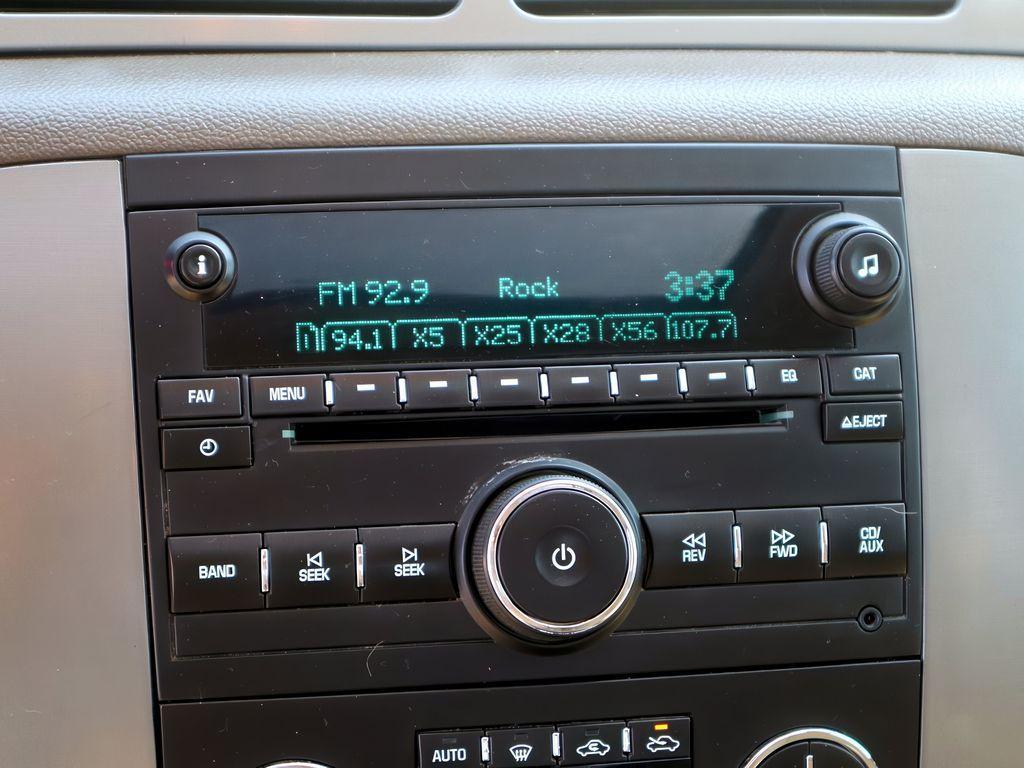 FM 92.9 Rock 3:37
94.1 X5 X25 X28 X56 107.7
FAV MENU EQ CAT
EJECT
BAND SEEK SEEK REV FWD CD/
AUX
AUTO